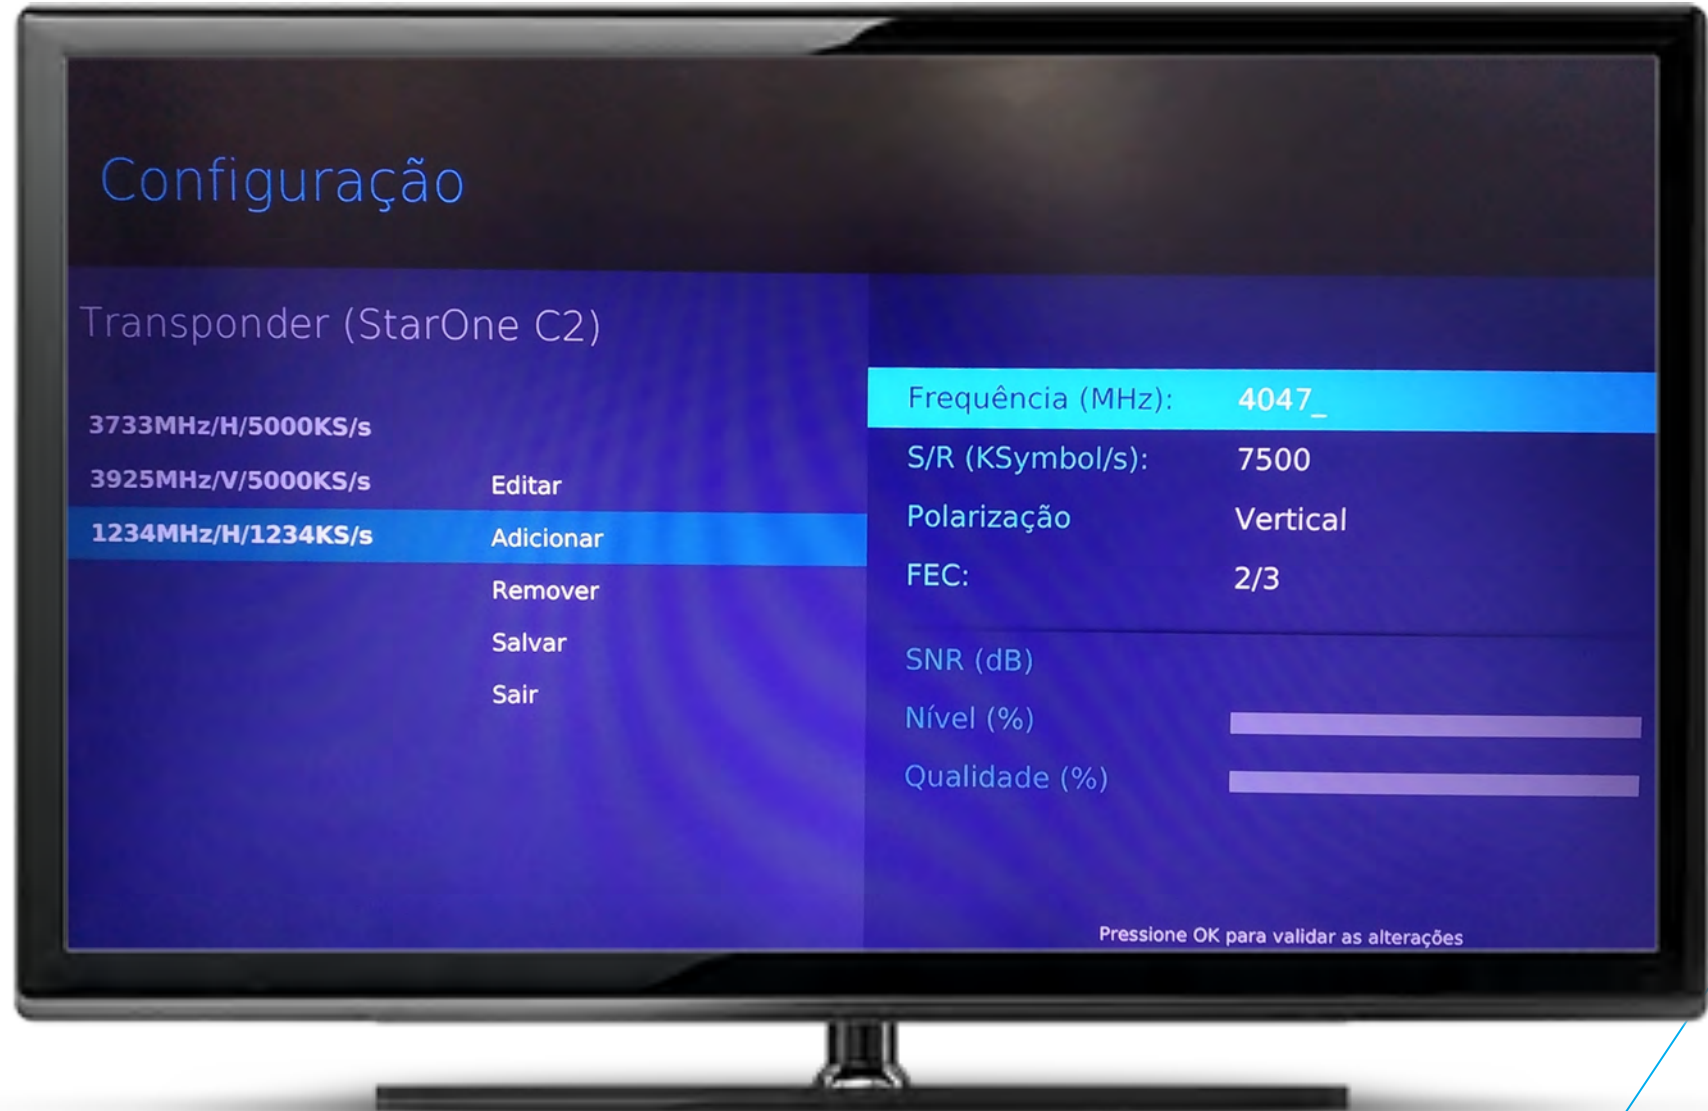 Configuração
Transponder (StarOne C2)
3733MHz/H/5000KS/s
3925MHz/V/5000KS/s
1234MHz/H/1234KS/s
Editar
Adicionar
Remover
Salvar
Sair
Frequência (MHz): 4047_
S/R (KSymbol/s): 7500
Polarização Vertical
FEC: 2/3
SNR (dB)
Nível (%)
Qualidade (%)
Pressione OK para validar as alterações